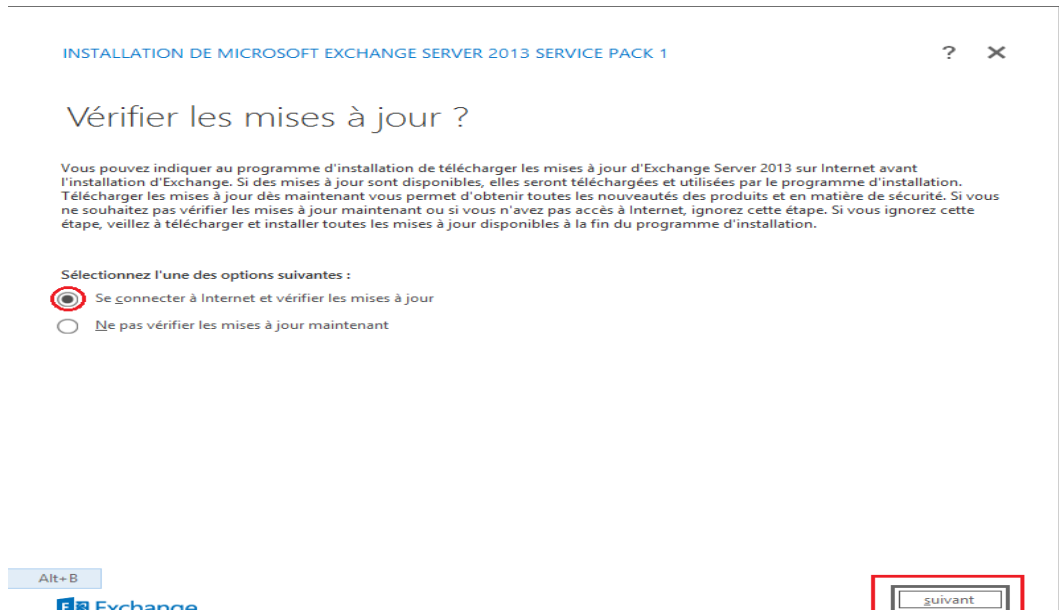 INSTALLATION DE MICROSOFT EXCHANGE SERVER 2013 SERVICE PACK 1 ? ✕
Vérifier les mises à jour ?
Vous pouvez indiquer au programme d'installation de télécharger les mises à jour d'Exchange Server 2013 sur Internet avant
l'installation d'Exchange. Si des mises à jour sont disponibles, elles seront téléchargées et utilisées par le programme d'installation.
Télécharger les mises à jour dès maintenant vous permet d'obtenir toutes les nouveautés des produits et en matière de sécurité. Si vous
ne souhaitez pas vérifier les mises à jour maintenant ou si vous n'avez pas accès à Internet, ignorez cette étape. Si vous ignorez cette
étape, veillez à télécharger et installer toutes les mises à jour disponibles à la fin du programme d'installation.
Sélectionnez l'une des options suivantes :
Se connecter à Internet et vérifier les mises à jour
Ne pas vérifier les mises à jour maintenant
Alt+B
Exchange
suivant